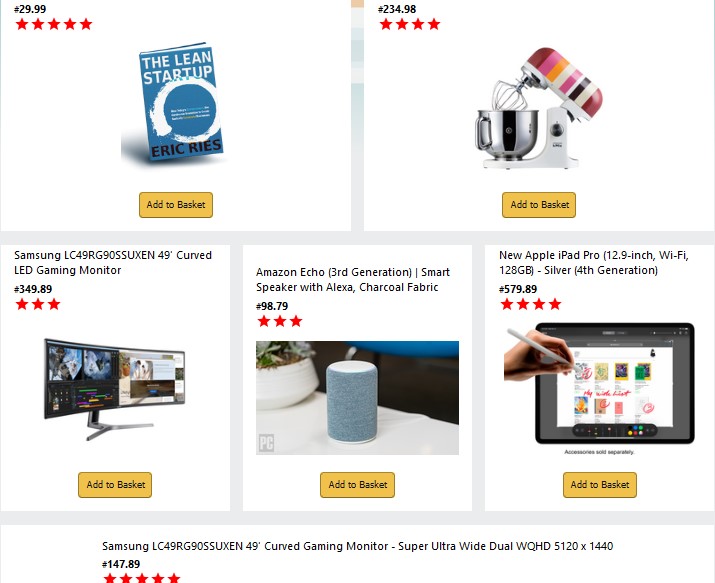 #29.99
#234.98
THE LEAN
STARTUP
ERIC RIES
Add to Basket
Add to Basket
Samsung LC49RG90SSUXEN 49' Curved
LED Gaming Monitor
#349.89
Add to Basket
Amazon Echo (3rd Generation) | Smart
Speaker with Alexa, Charcoal Fabric
#98.79
PG
Add to Basket
New Apple iPad Pro (12.9-inch, Wi-Fi,
128GB) - Silver (4th Generation)
#579.89
Accessories sold separately.
Add to Basket
Samsung LC49RG90SSUXEN 49' Curved Gaming Monitor - Super Ultra Wide Dual WQHD 5120 x 1440
#147.89